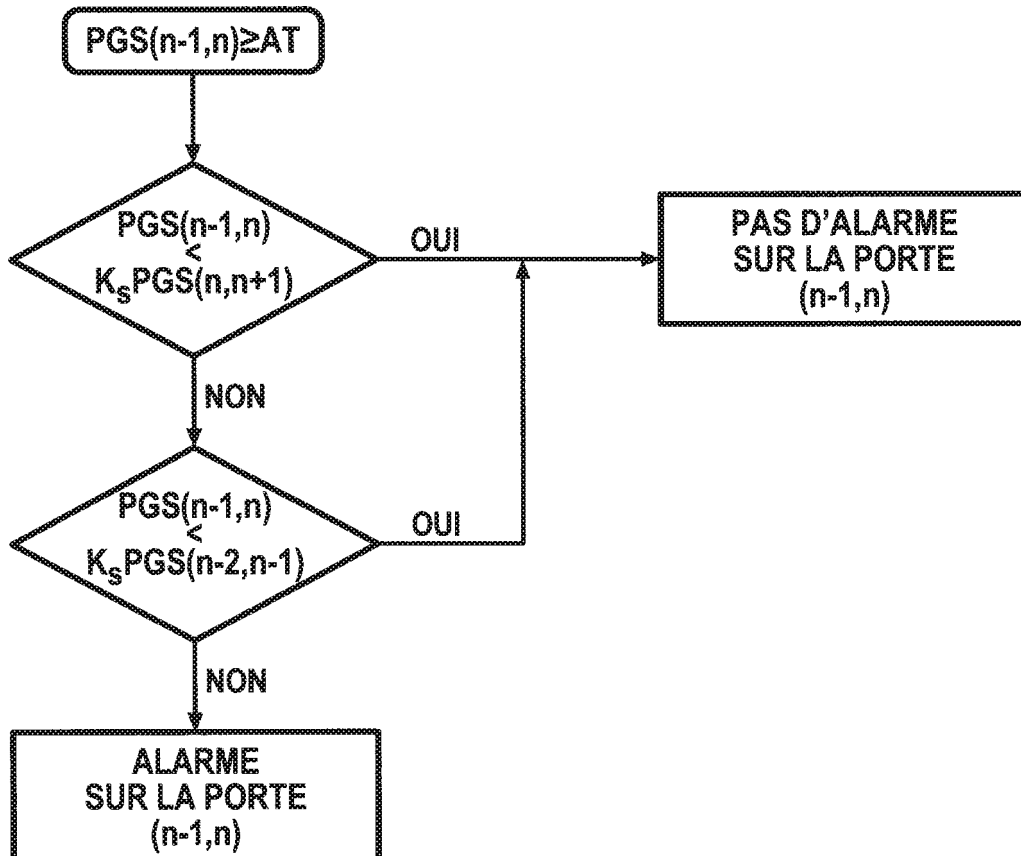 PGS(n-1,n)≥AT
PGS(n-1,n)
<
KsPGS(n,n+1)
OUI
PAS D'ALARME
SUR LA PORTE
(n-1,n)
NON
PGS(n-1,n)
<
KsPGS(n-2,n-1)
OUI
NON
ALARME
SUR LA PORTE
(n-1,n)